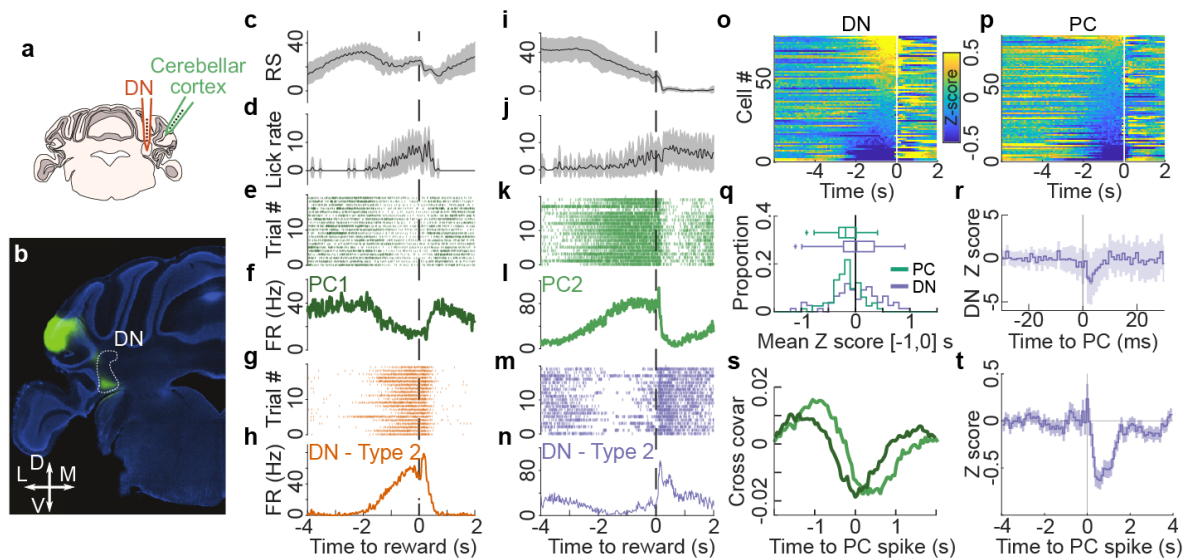 a
DN
Cerebellar
cortex
b
DN
D
L
M
V
c
RS
40
20
0
d
Lick rate
10
0
e
Trial #
10
0
f
PC1
FR (Hz)
80
40
0
g
Trial #
10
0
h
DN - Type 2
FR (Hz)
40
0
-4
-2
0
2
Time to reward (s)
i
40
20
0
j
10
0
k
10
0
l
PC2
80
40
0
m
10
0
n
DN - Type 2
80
40
0
-4
-2
0
2
Time to reward (s)
o
DN
Cell #
50
0
-4
-2
0
2
Time (s)
Z-score
0.5
0
-0.5
p
PC
50
0
-4
-2
0
2
Time (s)
q
Proportion
0.4
0.2
0
PC
DN
-1
0
1
Mean Z score [-1,0] s
r
DN Z score
5
0
-5
-20
0
20
Time to PC (ms)
s
Cross covar
0.02
0
-0.02
-1
0
1
Time to PC spike (s)
t
Z score
0.5
0
-0.5
-4
-2
0
2
4
Time to PC spike (s)